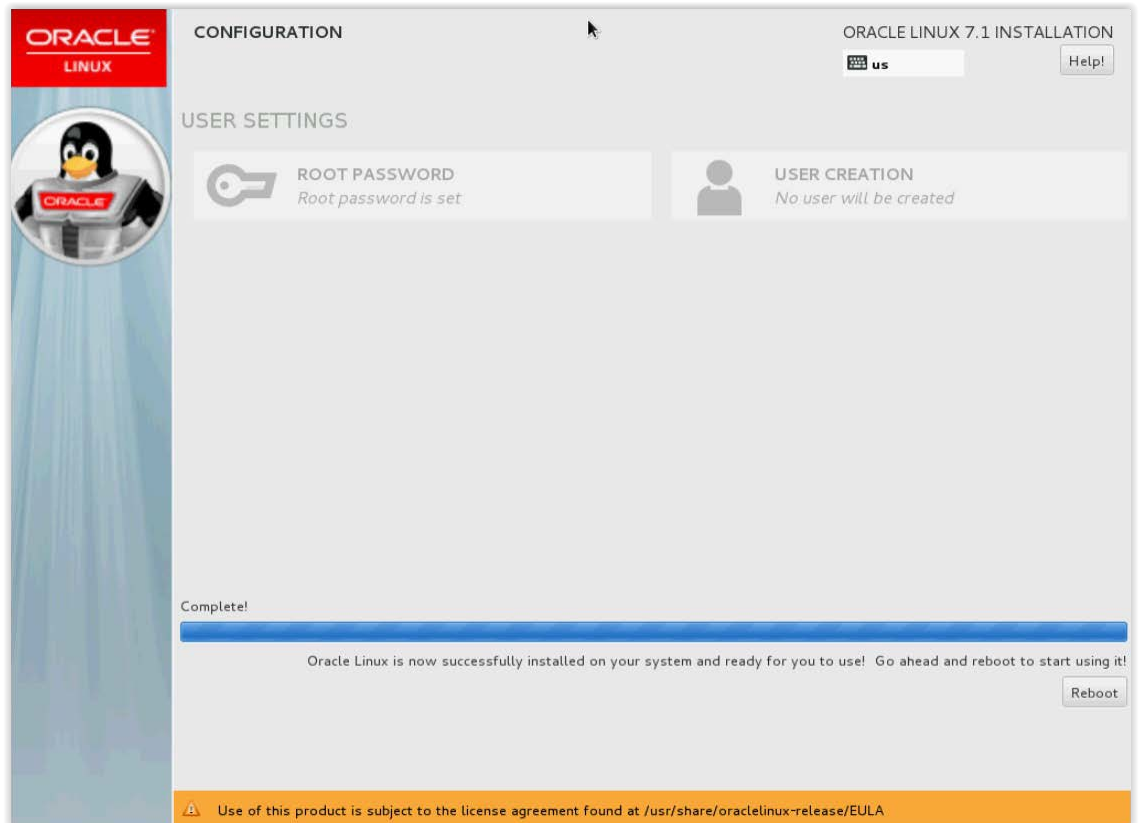 ORACLE
LINUX
CONFIGURATION
ORACLE LINUX 7.1 INSTALLATION
us
Help!
USER SETTINGS
ROOT PASSWORD
Root password is set
USER CREATION
No user will be created
ORACLE
Complete!
Oracle Linux is now successfully installed on your system and ready for you to use! Go ahead and reboot to start using it!
Reboot
Use of this product is subject to the license agreement found at /usr/share/oraclelinux-release/EULA